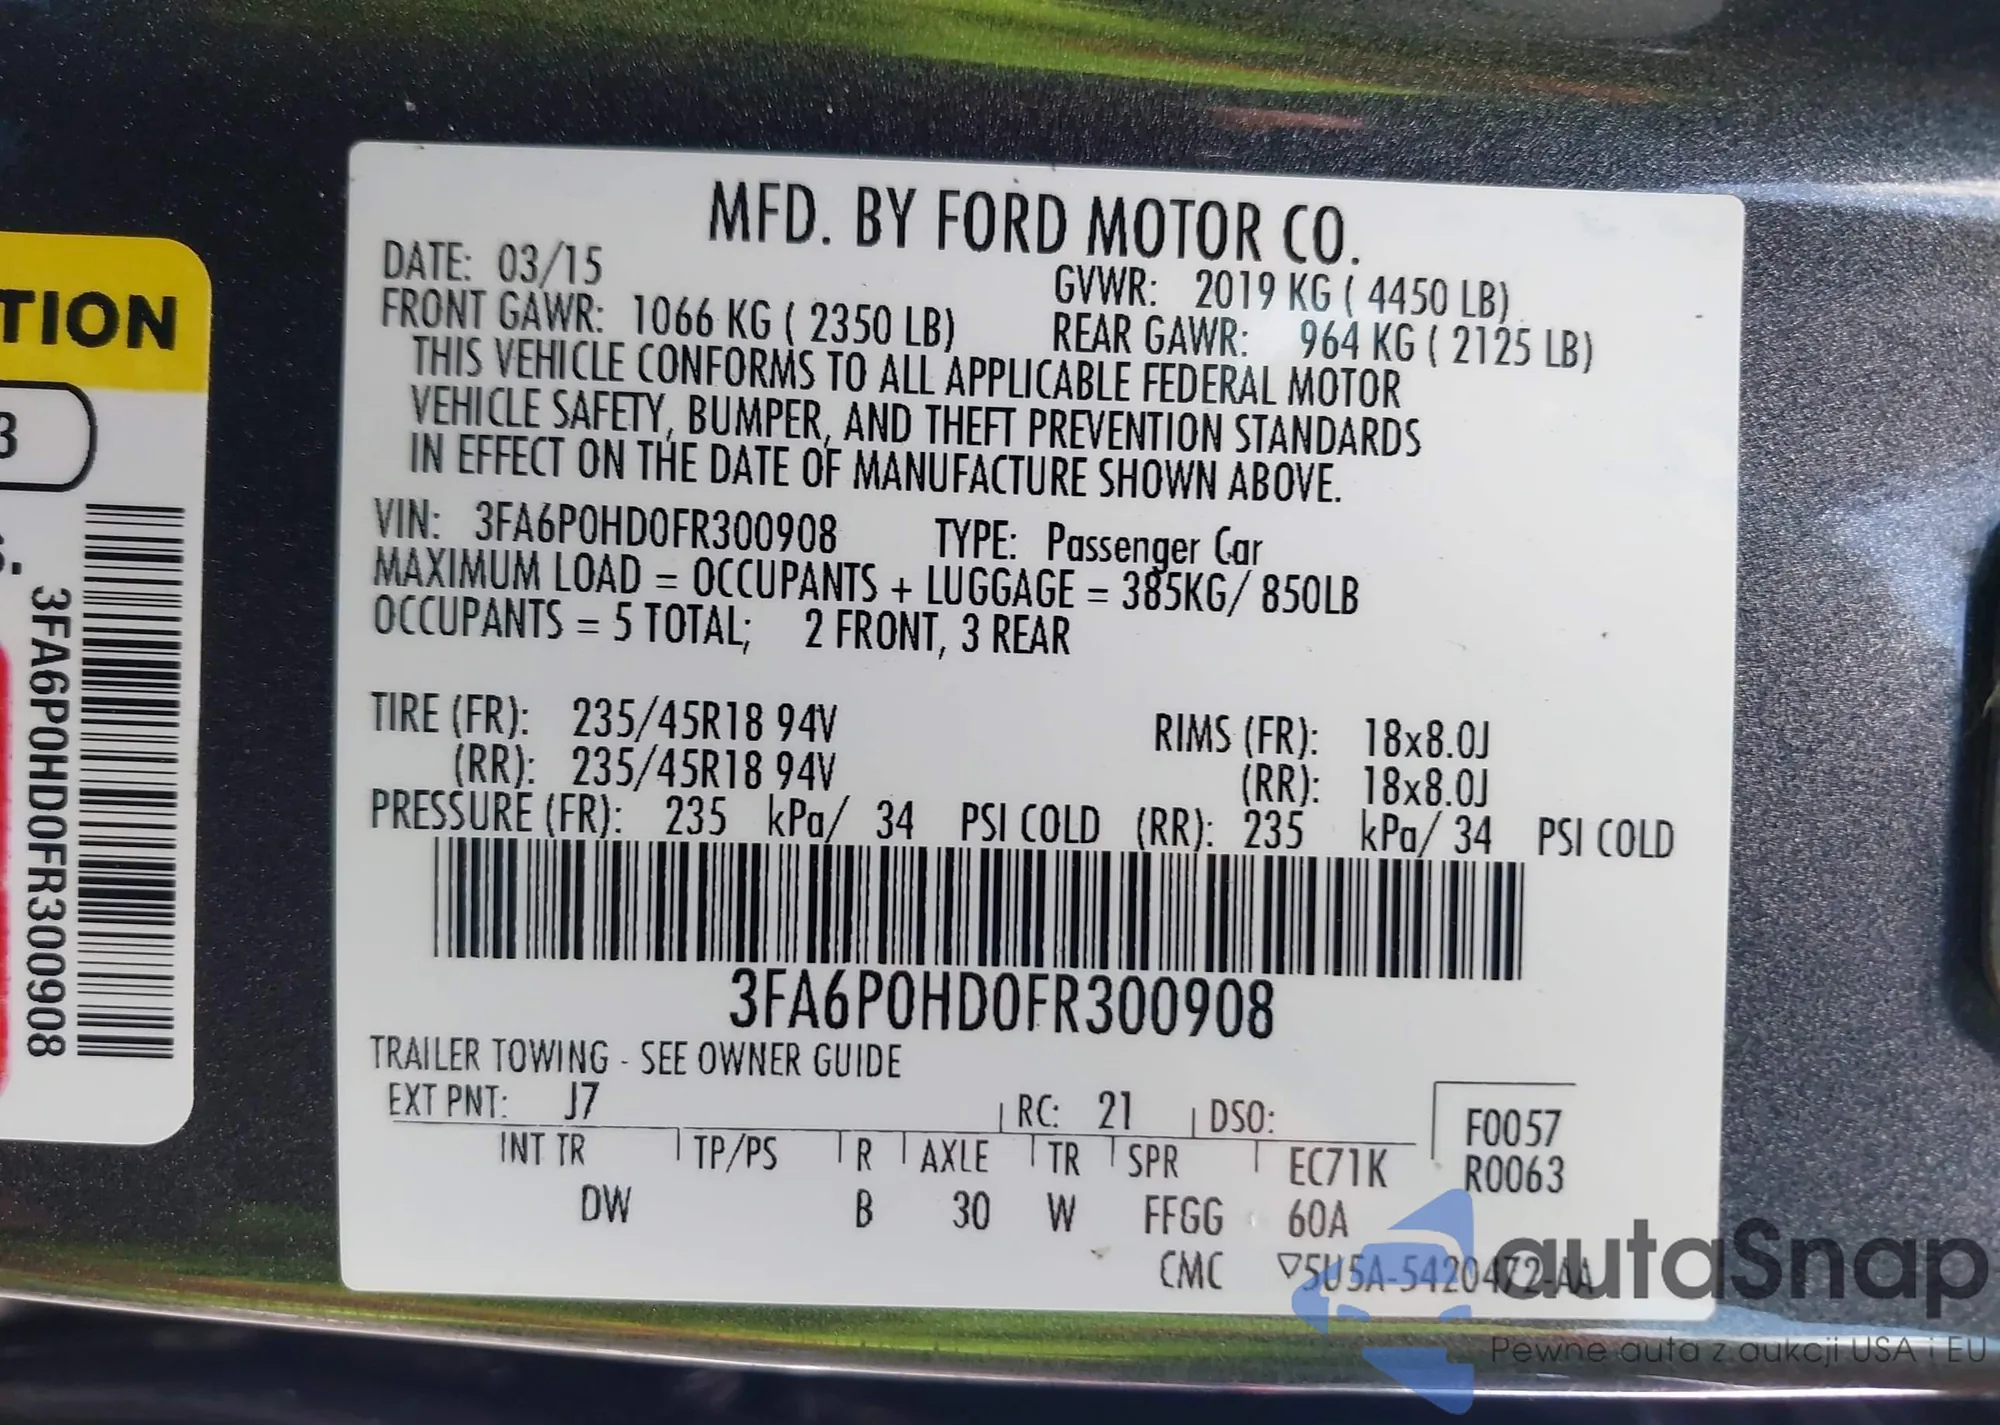 TION
3
S.
3FA6P0HD0FR300908
MFD. BY FORD MOTOR CO.
DATE: 03/15 GVWR: 2019 KG ( 4450 LB)
FRONT GAWR: 1066 KG ( 2350 LB) REAR GAWR: 964 KG ( 2125 LB)
THIS VEHICLE CONFORMS TO ALL APPLICABLE FEDERAL MOTOR
VEHICLE SAFETY, BUMPER, AND THEFT PREVENTION STANDARDS
IN EFFECT ON THE DATE OF MANUFACTURE SHOWN ABOVE.
VIN: 3FA6P0HD0FR300908 TYPE: Passenger Car
MAXIMUM LOAD = OCCUPANTS + LUGGAGE = 385KG/ 850LB
OCCUPANTS = 5 TOTAL; 2 FRONT, 3 REAR
TIRE (FR): 235/45R18 94V RIMS (FR): 18x8.0J
(RR): 235/45R18 94V (RR): 18x8.0J
PRESSURE (FR): 235 kPa/ 34 PSI COLD (RR): 235 kPa/ 34 PSI COLD
3FA6P0HD0FR300908
TRAILER TOWING - SEE OWNER GUIDE
EXT PNT: J7 RC: 21 DSO: F0057
INT TR TP/PS R AXLE TR SPR EC71K R0063
DW B 30 W FFGG 60A
CMC ▽5U5A-5420472-AA
autaSnap
Pewne auta z aukcji USA i EU